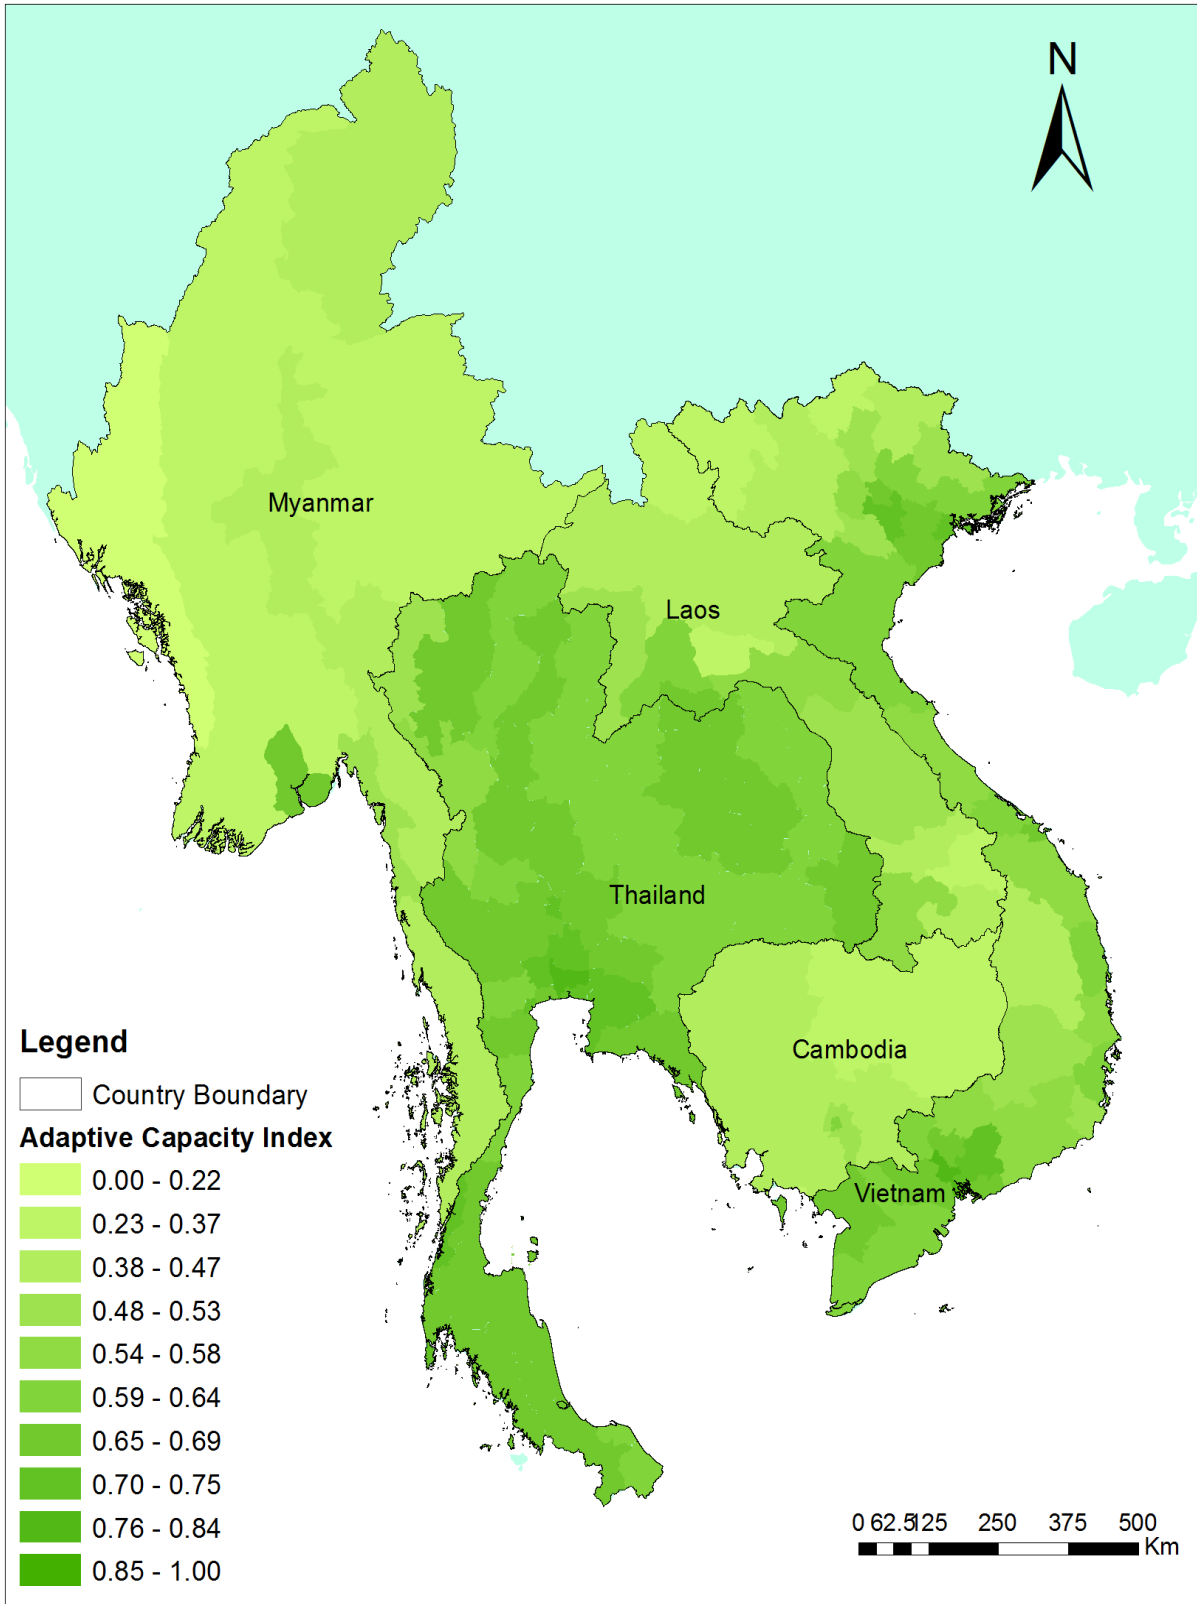 N
Myanmar
Laos
Thailand
Cambodia
Vietnam
Legend
Country Boundary
Adaptive Capacity Index
0.00 - 0.22
0.23 - 0.37
0.38 - 0.47
0.48 - 0.53
0.54 - 0.58
0.59 - 0.64
0.65 - 0.69
0.70 - 0.75
0.76 - 0.84
0.85 - 1.00
0 62.5 125 250 375 500
Km